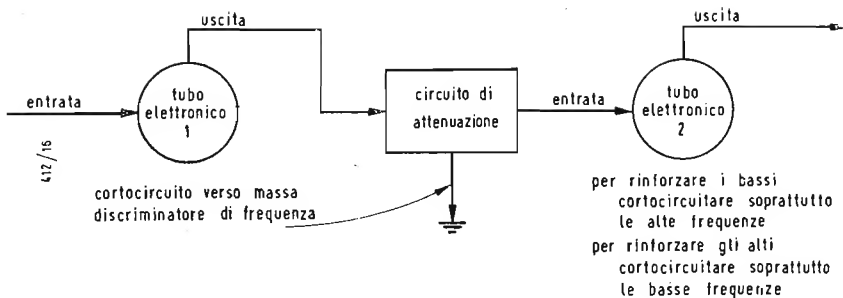 uscita
uscita
entrata
tubo
elettronico
1
circuito di
attenuazione
entrata
tubo
elettronico
2
412/16
cortocircuito verso massa
discriminatore di frequenza
per rinforzare i bassi
cortocircuitare soprattutto
le alte frequenze
per rinforzare gli alti
cortocircuitare soprattutto
le basse frequenze